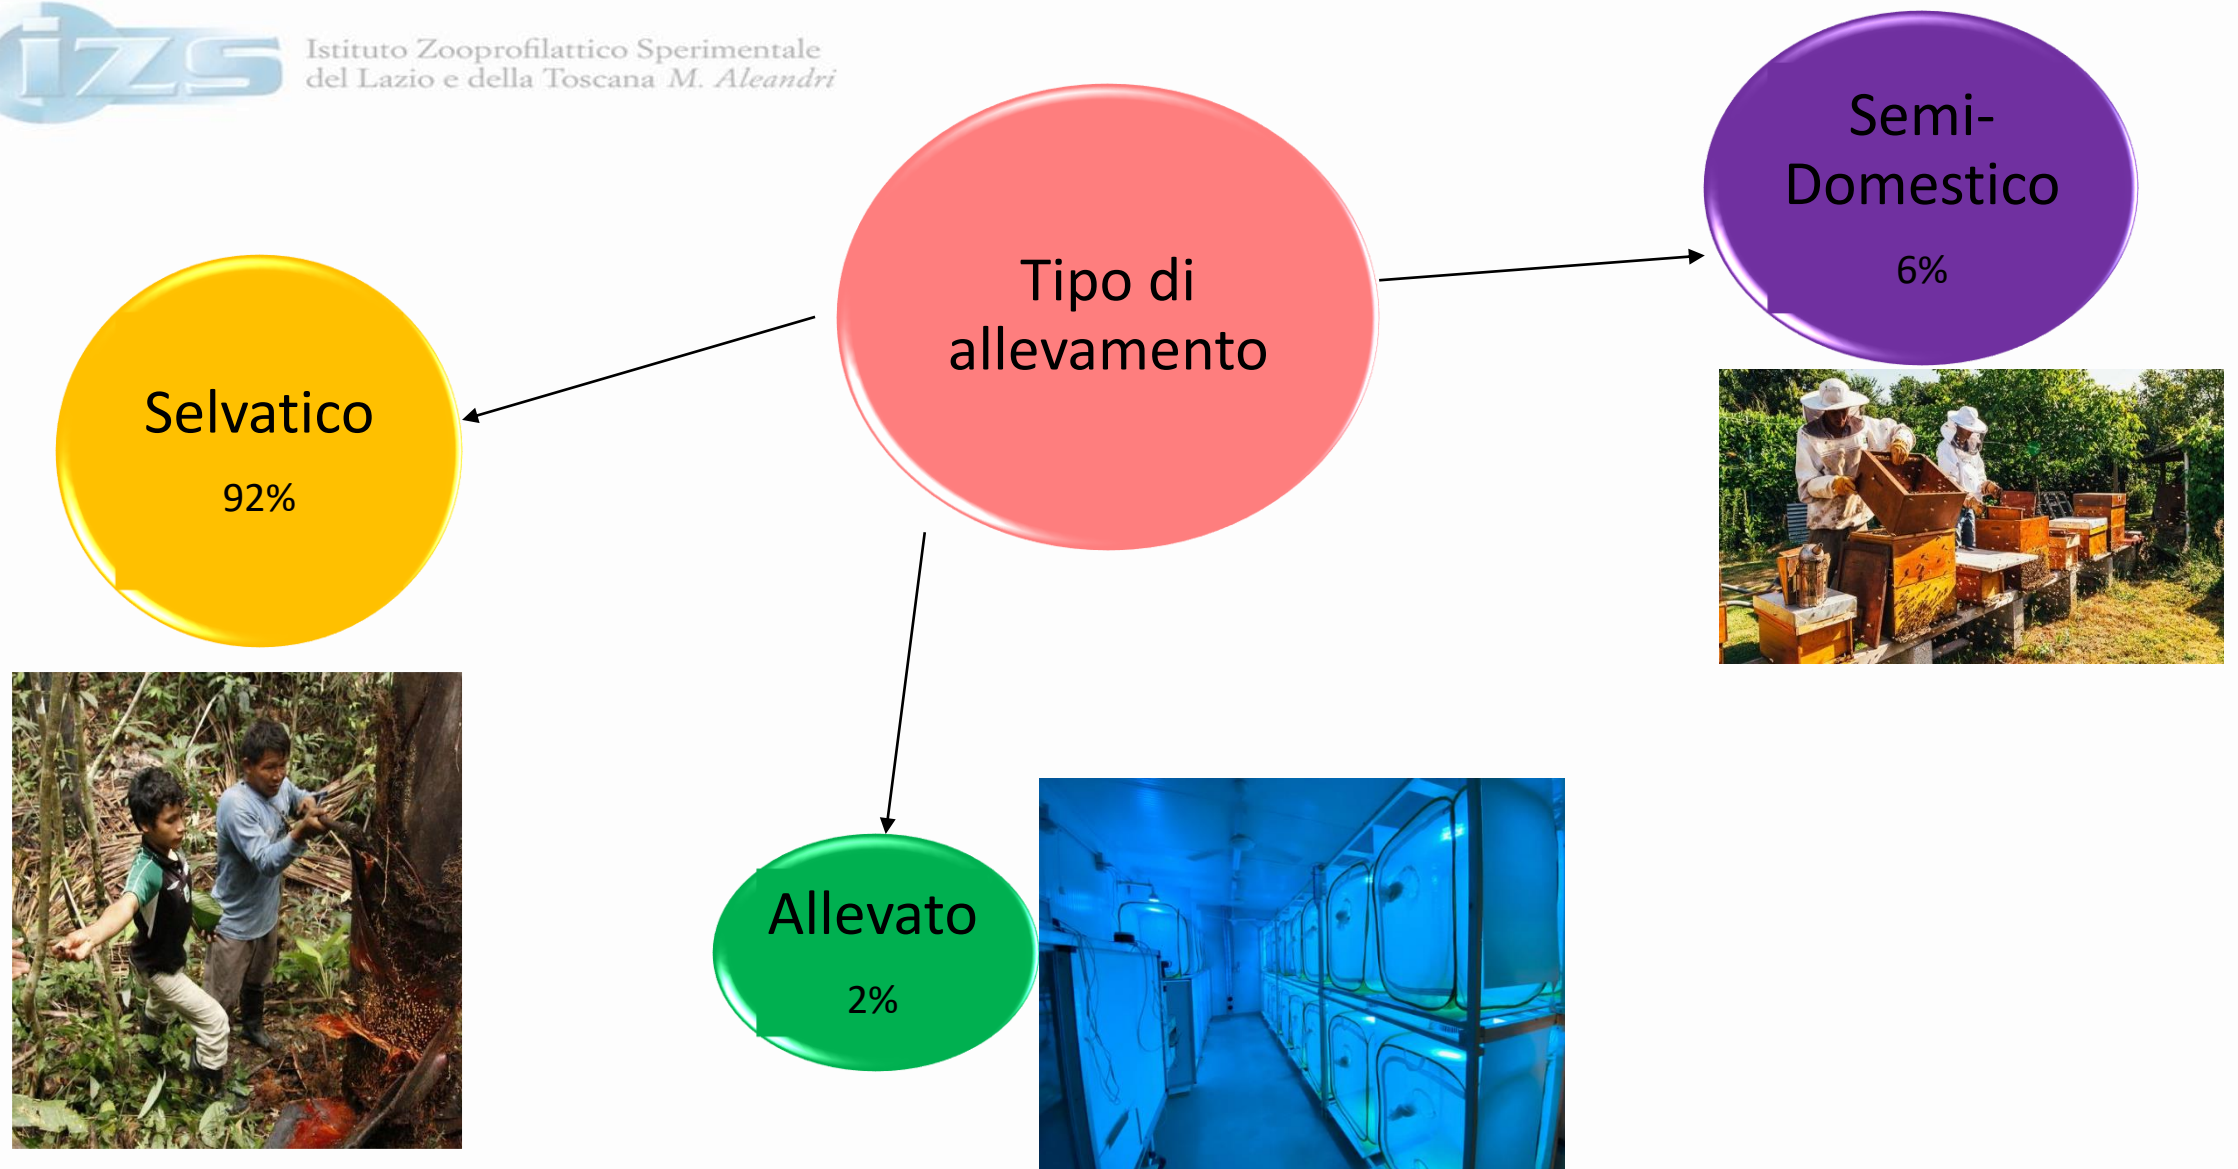 izs
Istituto Zooprofilattico Sperimentale
del Lazio e della Toscana M. Aleandri
Tipo di
allevamento
Semi-
Domestico
6%
Selvatico
92%
Allevato
2%